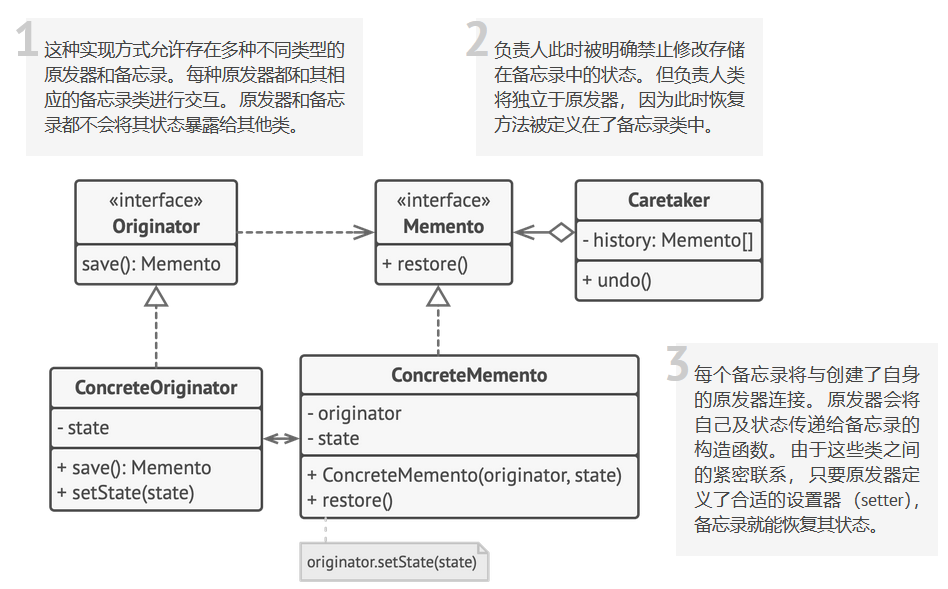 1
这种实现方式允许存在多种不同类型的
原发器和备忘录。 每种原发器都和其相
应的备忘录类进行交互。 原发器和备忘
录都不会将其状态暴露给其他类。
2
负责人此时被明确禁止修改存储
在备忘录中的状态。 但负责人类
将独立于原发器， 因为此时恢复
方法被定义在了备忘录类中。
«interface»
Originator
save(): Memento
«interface»
Memento
+ restore()
Caretaker
- history: Memento[]
+ undo()
ConcreteOriginator
- state
+ save(): Memento
+ setState(state)
ConcreteMemento
- originator
- state
+ ConcreteMemento(originator, state)
+ restore()
originator.setState(state)
3
每个备忘录将与创建了自身
的原发器连接。 原发器会将
自己及状态传递给备忘录的
构造函数。 由于这些类之间
的紧密联系， 只要原发器定
义了合适的设置器 （setter），
备忘录就能恢复其状态。